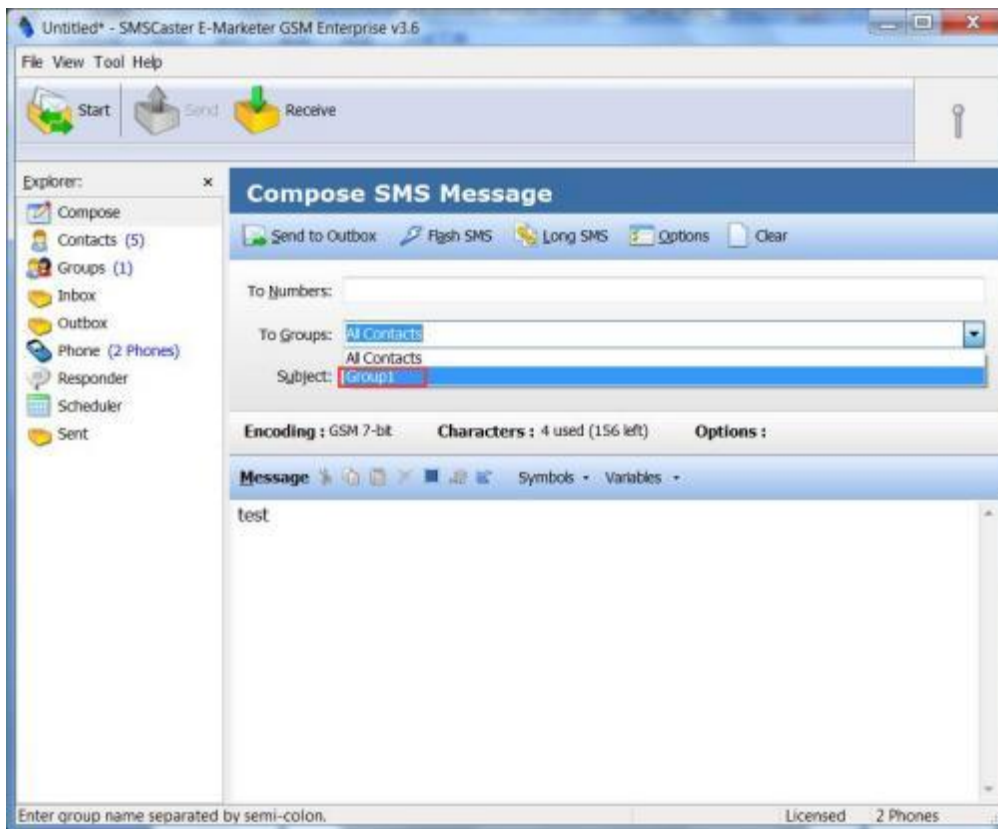 Untitled* - SMSCaster E-Marketer GSM Enterprise v3.6
File View Tool Help
Start Send Receive
Explorer:
Compose
Contacts (5)
Groups (1)
Inbox
Outbox
Phone (2 Phones)
Responder
Scheduler
Sent
Compose SMS Message
Send to Outbox Flash SMS Long SMS Options Clear
To Numbers:
To Groups: All Contacts
All Contacts
Subject: Group1
Encoding : GSM 7-bit Characters : 4 used (156 left) Options :
Message Symbols Variables
test
Enter group name separated by semi-colon. Licensed 2 Phones